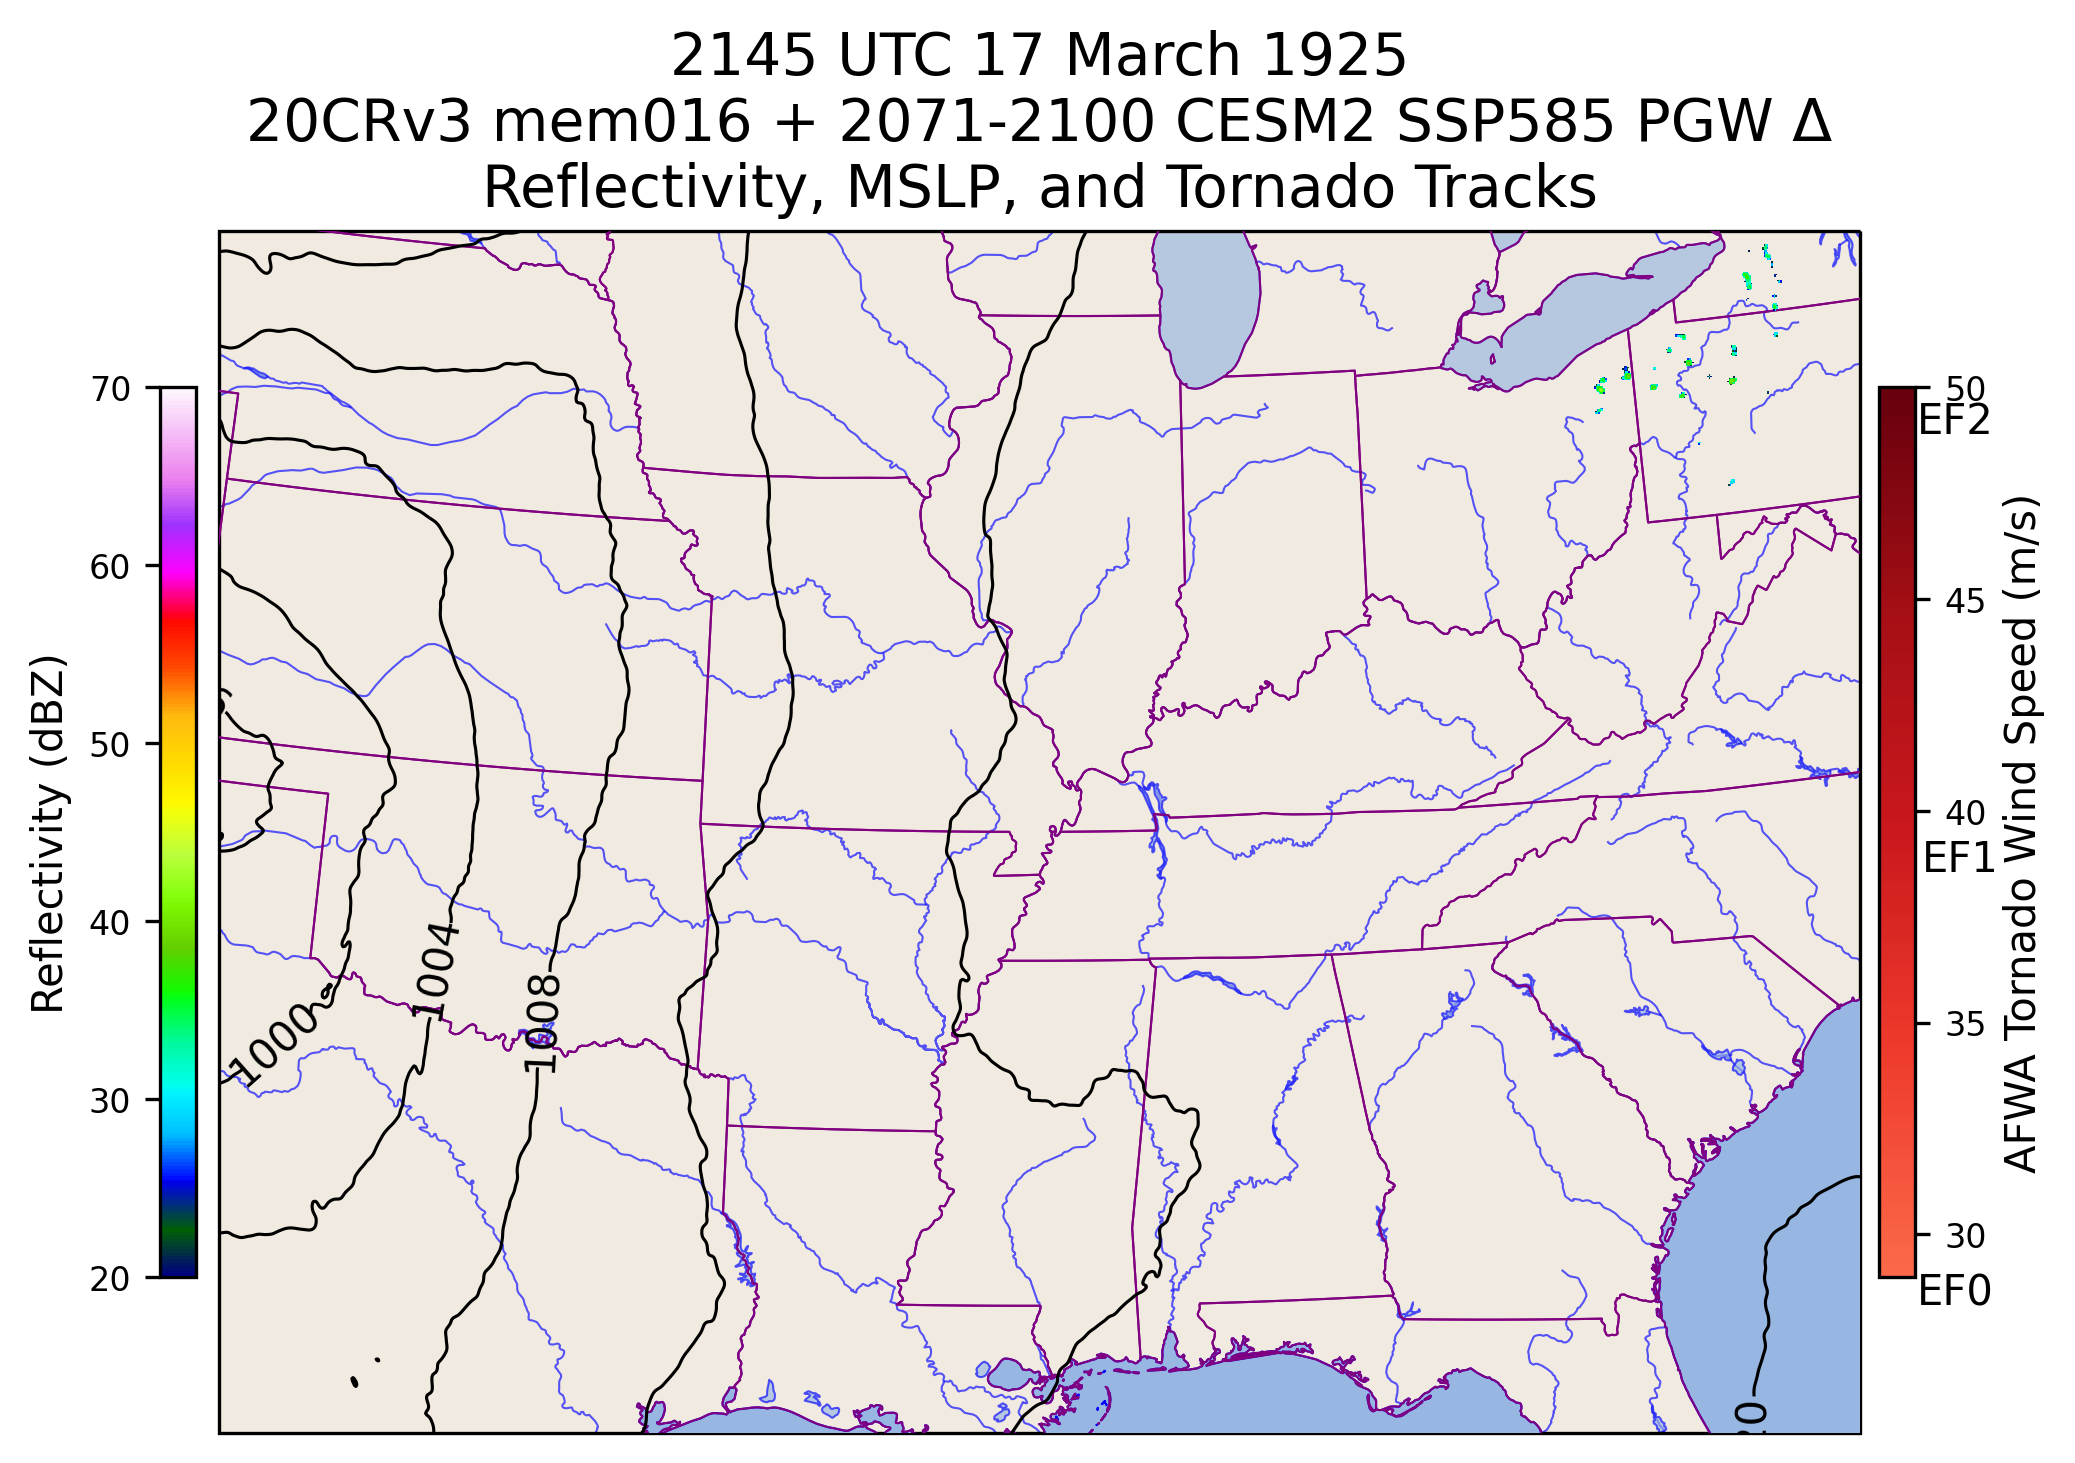 2145 UTC 17 March 1925
20CRv3 mem016 + 2071-2100 CESM2 SSP585 PGW Δ
Reflectivity, MSLP, and Tornado Tracks
70
60
50
40
30
20
Reflectivity (dBZ)
1000
1004
1008
50
EF2
45
40
EF1
35
30
EF0
AFWA Tornado Wind Speed (m/s)